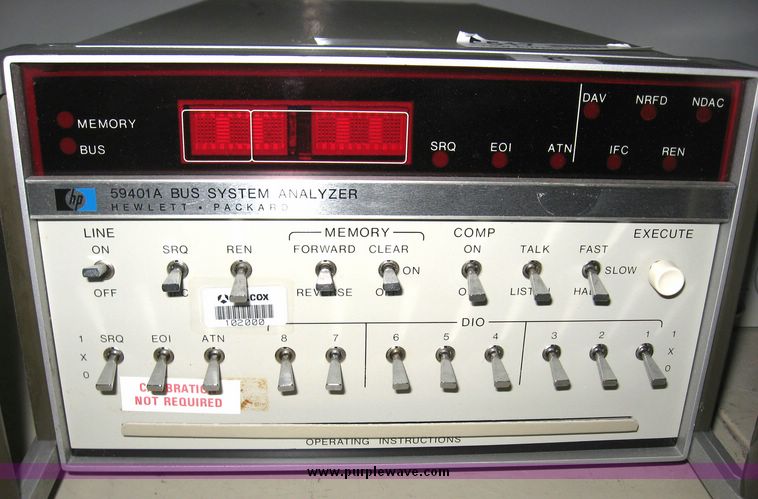 DAV NRFD NDAC
MEMORY
BUS
SRQ EOI ATN IFC REN
hp 59401A BUS SYSTEM ANALYZER
HEWLETT • PACKARD
LINE MEMORY COMP EXECUTE
ON SRQ REN FORWARD CLEAR ON TALK FAST
ON SLOW
OFF REVERSE
102000
DIO
1 SRQ EOI ATN 8 7 6 5 4 3 2 1 1
X X
0 0
NOT REQUIRED
OPERATING INSTRUCTIONS
www.purplewave.com